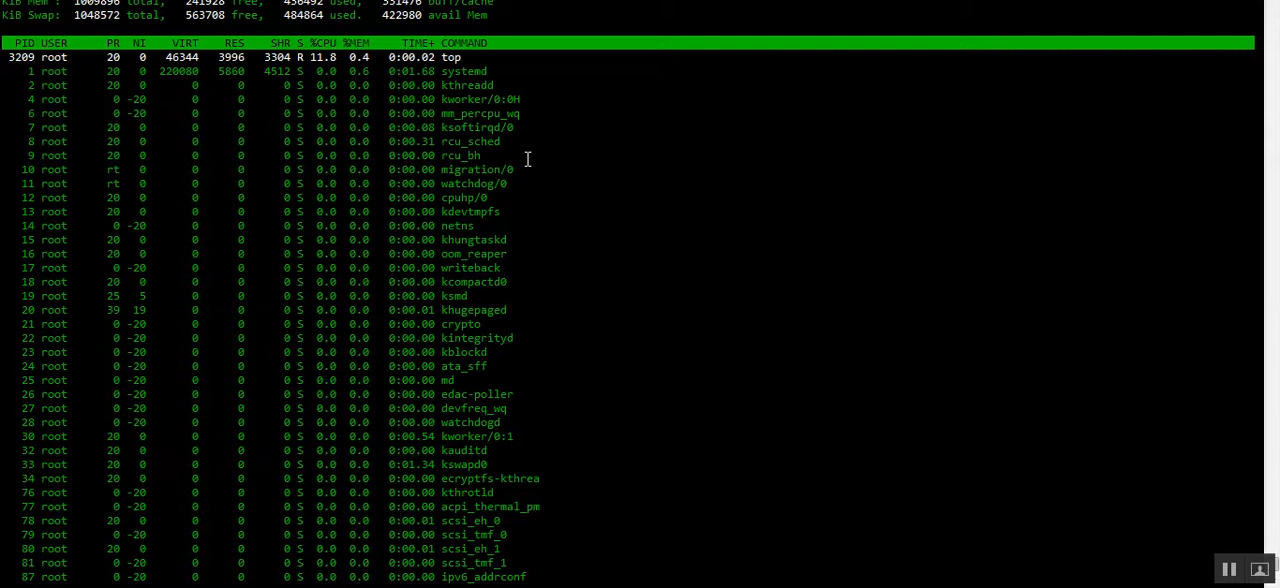 KiB Mem : 1009896 total, 241928 free, 436492 used, 331476 buff/cache
KiB Swap: 1048572 total, 563708 free, 484864 used. 422980 avail Mem
PID USER PR NI VIRT RES SHR S %CPU %MEM TIME+ COMMAND
3209 root 20 0 46344 3996 3304 R 11.8 0.4 0:00.02 top
1 root 20 0 220080 5860 4512 S 0.0 0.6 0:01.68 systemd
2 root 20 0 0 0 0 S 0.0 0.0 0:00.00 kthreadd
4 root 0 -20 0 0 0 S 0.0 0.0 0:00.00 kworker/0:0H
6 root 0 -20 0 0 0 S 0.0 0.0 0:00.00 mm_percpu_wq
7 root 20 0 0 0 0 S 0.0 0.0 0:00.08 ksoftirqd/0
8 root 20 0 0 0 0 S 0.0 0.0 0:00.31 rcu_sched
9 root 20 0 0 0 0 S 0.0 0.0 0:00.00 rcu_bh
10 root rt 0 0 0 0 S 0.0 0.0 0:00.00 migration/0
11 root rt 0 0 0 0 S 0.0 0.0 0:00.00 watchdog/0
12 root 20 0 0 0 0 S 0.0 0.0 0:00.00 cpuhp/0
13 root 20 0 0 0 0 S 0.0 0.0 0:00.00 kdevtmpfs
14 root 0 -20 0 0 0 S 0.0 0.0 0:00.00 netns
15 root 20 0 0 0 0 S 0.0 0.0 0:00.00 khungtaskd
16 root 20 0 0 0 0 S 0.0 0.0 0:00.00 oom_reaper
17 root 0 -20 0 0 0 S 0.0 0.0 0:00.00 writeback
18 root 20 0 0 0 0 S 0.0 0.0 0:00.00 kcompactd0
19 root 25 5 0 0 0 S 0.0 0.0 0:00.00 ksmd
20 root 39 19 0 0 0 S 0.0 0.0 0:00.01 khugepaged
21 root 0 -20 0 0 0 S 0.0 0.0 0:00.00 crypto
22 root 0 -20 0 0 0 S 0.0 0.0 0:00.00 kintegrityd
23 root 0 -20 0 0 0 S 0.0 0.0 0:00.00 kblockd
24 root 0 -20 0 0 0 S 0.0 0.0 0:00.00 ata_sff
25 root 0 -20 0 0 0 S 0.0 0.0 0:00.00 md
26 root 0 -20 0 0 0 S 0.0 0.0 0:00.00 edac-poller
27 root 0 -20 0 0 0 S 0.0 0.0 0:00.00 devfreq_wq
28 root 0 -20 0 0 0 S 0.0 0.0 0:00.00 watchdogd
30 root 20 0 0 0 0 S 0.0 0.0 0:00.54 kworker/0:1
32 root 20 0 0 0 0 S 0.0 0.0 0:00.00 kauditd
33 root 20 0 0 0 0 S 0.0 0.0 0:01.34 kswapd0
34 root 20 0 0 0 0 S 0.0 0.0 0:00.00 ecryptfs-kthrea
76 root 0 -20 0 0 0 S 0.0 0.0 0:00.00 kthrotld
77 root 0 -20 0 0 0 S 0.0 0.0 0:00.00 acpi_thermal_pm
78 root 20 0 0 0 0 S 0.0 0.0 0:00.01 scsi_eh_0
79 root 0 -20 0 0 0 S 0.0 0.0 0:00.00 scsi_tmf_0
80 root 20 0 0 0 0 S 0.0 0.0 0:00.01 scsi_eh_1
81 root 0 -20 0 0 0 S 0.0 0.0 0:00.00 scsi_tmf_1
87 root 0 -20 0 0 0 S 0.0 0.0 0:00.00 ipv6_addrconf